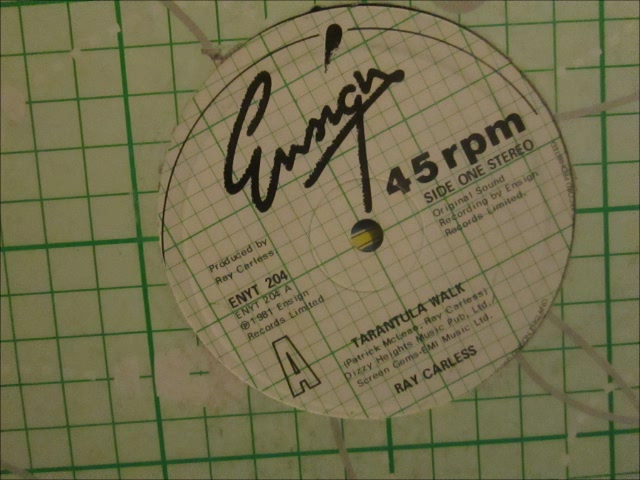 Ensign
45 rpm
SIDE ONE STEREO
Original Sound
Recording by Ensign
Records Limited.
Produced by
Ray Carless
ENYT 204
ENYT 204 A
℗1981 Ensign
Records Limited
A
TARANTULA WALK
(Patrick McLean, Ray Carless)
Dizzy Heights Music Pub. Ltd./
Screen Gems-EMI Music Ltd.
RAY CARLESS